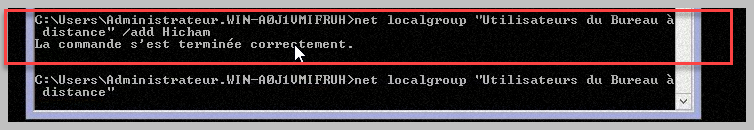 C:\Users\Administrateur.WIN-A0J1VMIFRUH>net localgroup "Utilisateurs du Bureau à
distance" /add Hicham
La commande s'est terminée correctement.
C:\Users\Administrateur.WIN-A0J1VMIFRUH>net localgroup "Utilisateurs du Bureau à
distance"